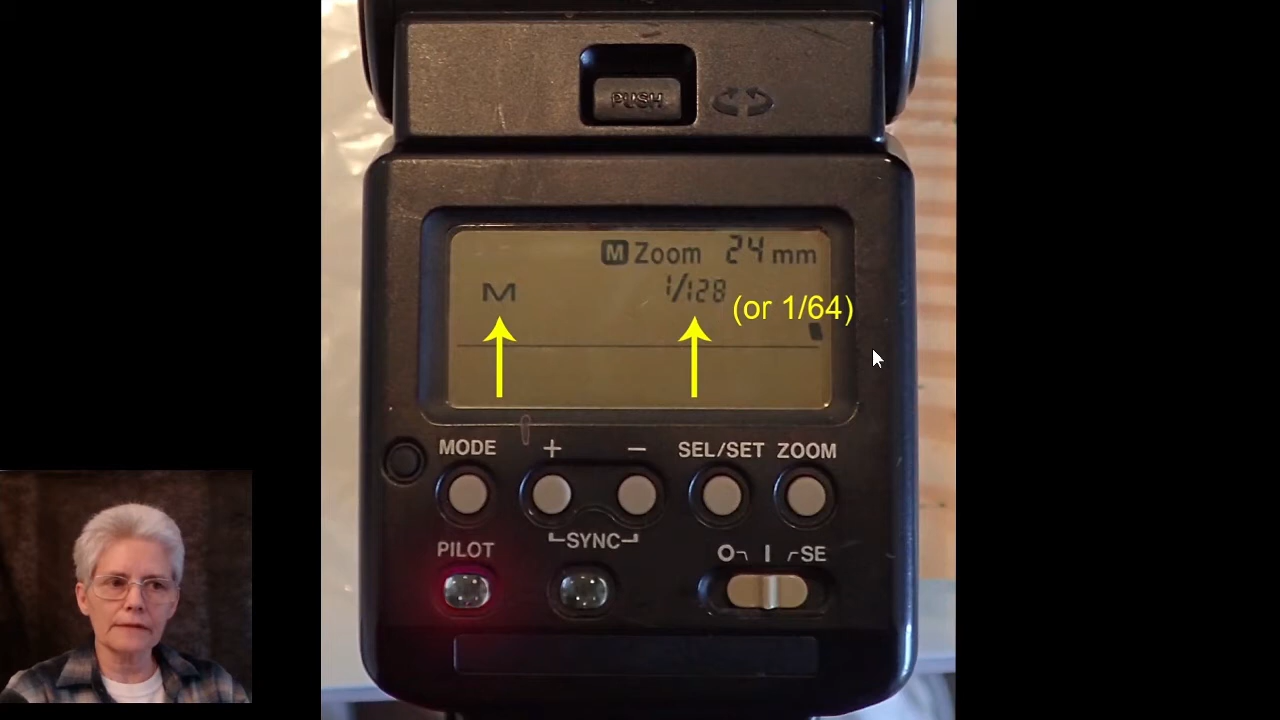 PUSH
M Zoom 24 mm
M 1/128 (or 1/64)
MODE + − SEL/SET ZOOM
SYNC
PILOT O I SE